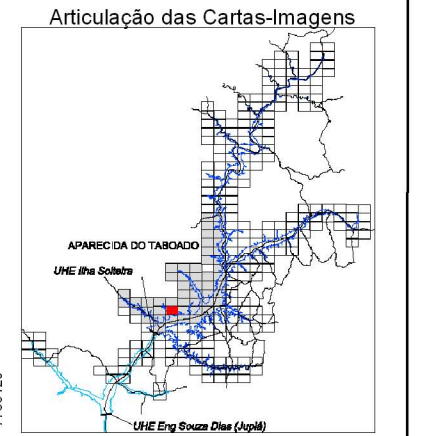 Articulação das Cartas-Imagens
APARECIDA DO TABOADO
UHE Ilha Solteira
UHE Eng Souza Dias (Jupiá)